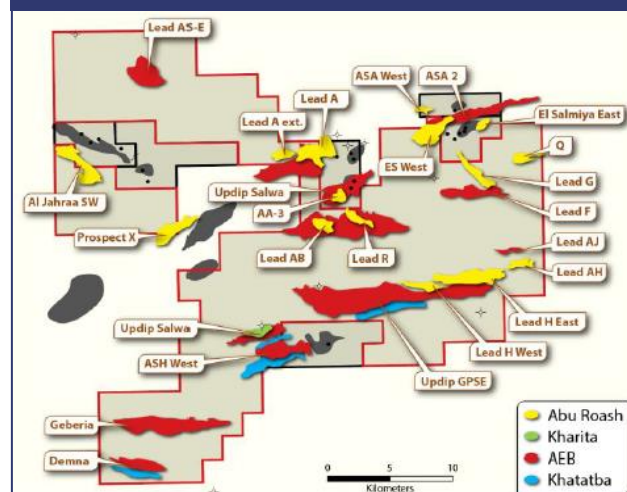 Lead AS-E
ASA West
ASA 2
Lead A
Lead A ext.
El Salmiya East
Q
ES West
Al Jahraa SW
Updip Salwa
Lead G
AA-3
Lead F
Prospect X
Lead AB
Lead R
Lead AJ
Lead AH
Updip Salwa
Lead H East
ASH West
Lead H West
Updip GPSE
Geberia
Abu Roash
Kharita
Demna
AEB
0 5 10
Khatatba
Kilometers